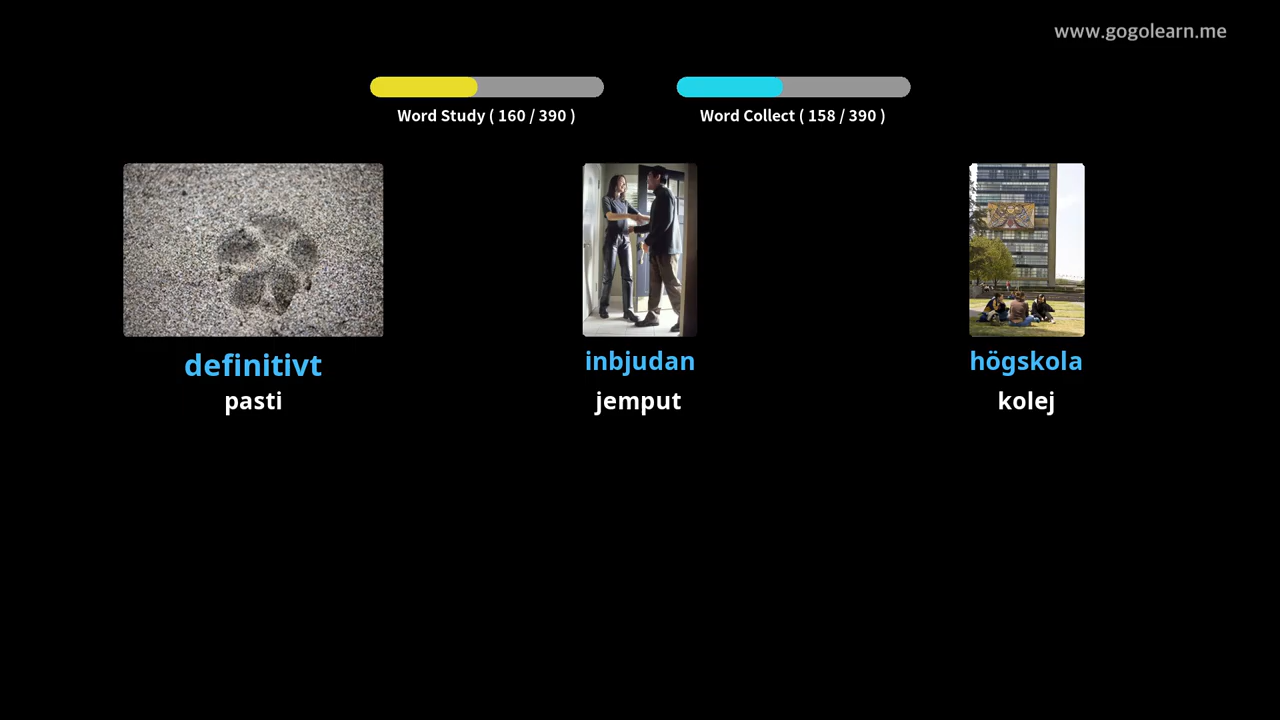 www.gogolearn.me
Word Study ( 160 / 390 )
Word Collect ( 158 / 390 )
definitivt
pasti
inbjudan
jemput
högskola
kolej